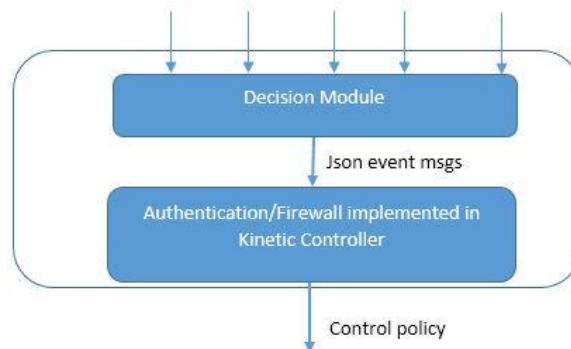 Decision Module
Json event msgs
Authentication/Firewall implemented in
Kinetic Controller
Control policy